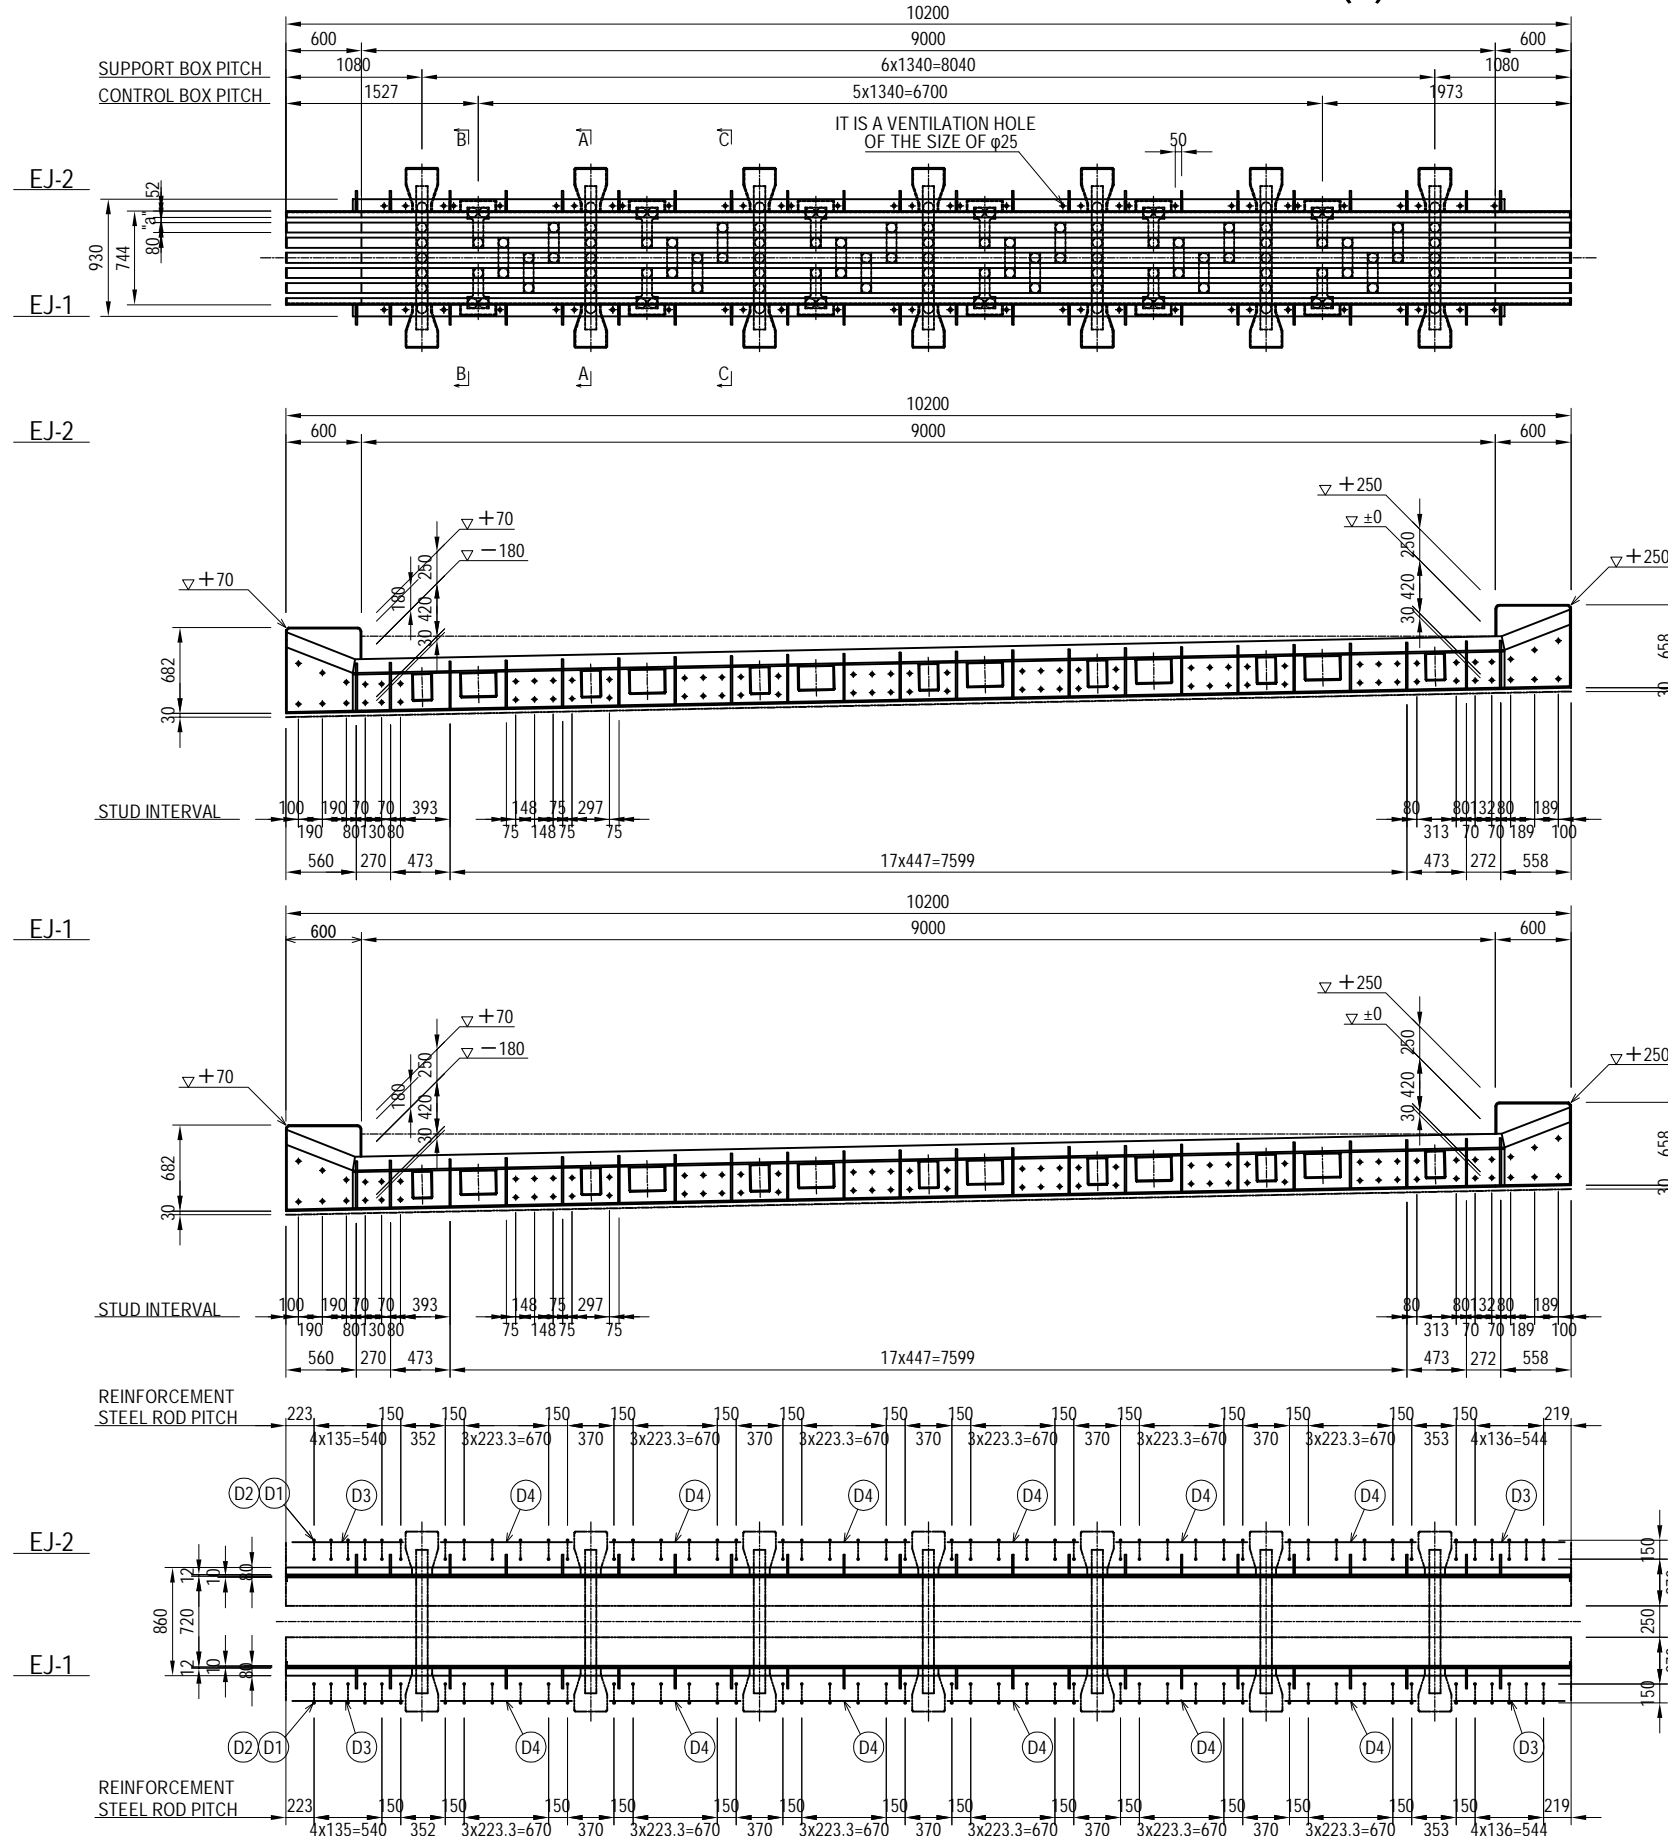 10200
600 9000 600
SUPPORT BOX PITCH 1080 6x1340=8040 1080
CONTROL BOX PITCH 1527 5x1340=6700 1973
IT IS A VENTILATION HOLE
OF THE SIZE OF φ25
50
B A C
EJ-2
52
"a"
80
744
930
EJ-1
B A C
10200
EJ-2
600 9000 600
▽+250
▽+70 ▽±0
▽−180 ▽+250
▽+70
250
180
420
30
250
420
30
682
30
658
30
STUD INTERVAL 100 190 70 70 393 148 75 297 80 80 132 80 189
190 80 130 80 75 148 75 75 313 70 70 189 100
560 270 473 17x447=7599 473 272 558
10200
EJ-1
600 9000 600
▽+250
▽+70 ▽±0
▽−180 ▽+250
▽+70
250
180
420
30
250
420
30
682
30
658
30
STUD INTERVAL 100 190 70 70 393 148 75 297 80 80 132 80 189
190 80 130 80 75 148 75 75 313 70 70 189 100
560 270 473 17x447=7599 473 272 558
REINFORCEMENT
STEEL ROD PITCH 223 150 150 150 150 150 150 150 150 150 150 150 150 150 150 219
4x135=540 352 3x223.3=670 370 3x223.3=670 370 3x223.3=670 370 3x223.3=670 370 3x223.3=670 370 3x223.3=670 353 4x136=544
D2 D1 D3 D4 D4 D4 D4 D4 D4 D3
EJ-2
12 10 80
860 720
150
250
150
EJ-1
12 10 80
D2 D1 D3 D4 D4 D4 D4 D4 D4 D3
REINFORCEMENT
STEEL ROD PITCH 223 150 150 150 150 150 150 150 150 150 150 150 150 150 150 219
4x135=540 352 3x223.3=670 370 3x223.3=670 370 3x223.3=670 370 3x223.3=670 370 3x223.3=670 370 3x223.3=670 353 4x136=544